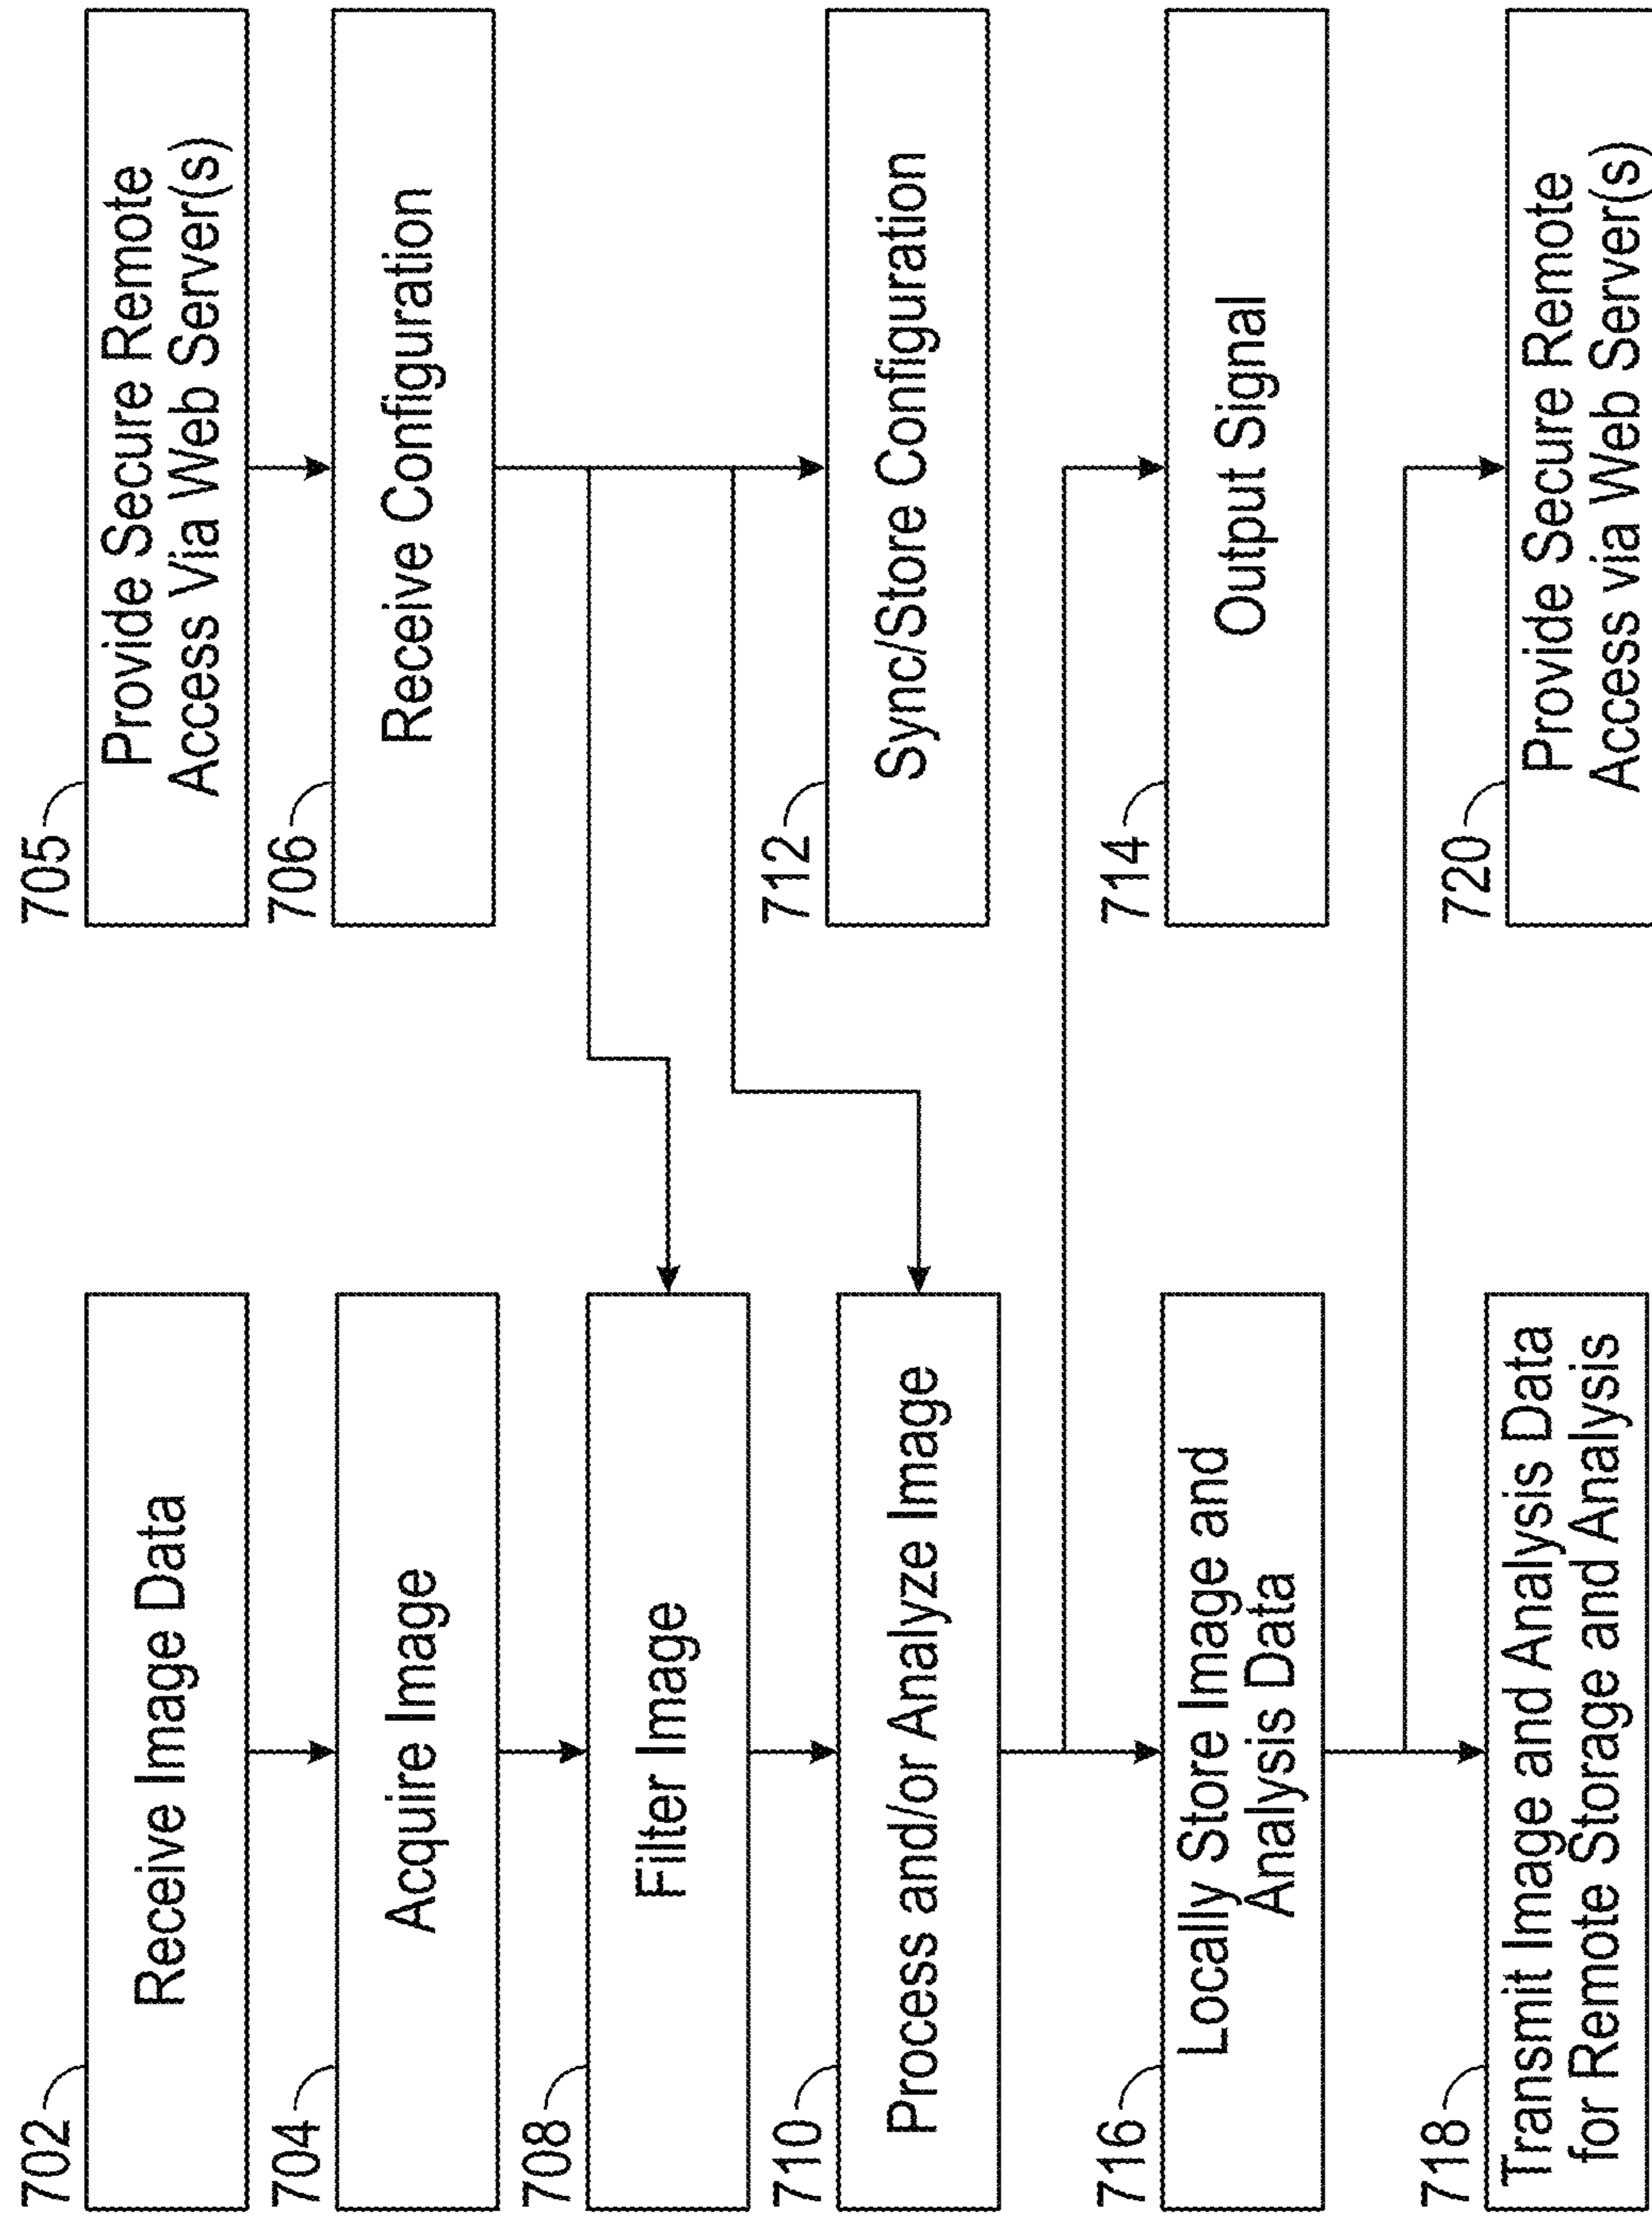 702
Receive Image Data
704
Acquire Image
708
Filter Image
710
Process and/or Analyze Image
716
Locally Store Image and
Analysis Data
718
Transmit Image and Analysis Data
for Remote Storage and Analysis
705
Provide Secure Remote
Access Via Web Server(s)
706
Receive Configuration
712
Sync/Store Configuration
714
Output Signal
720
Provide Secure Remote
Access via Web Server(s)